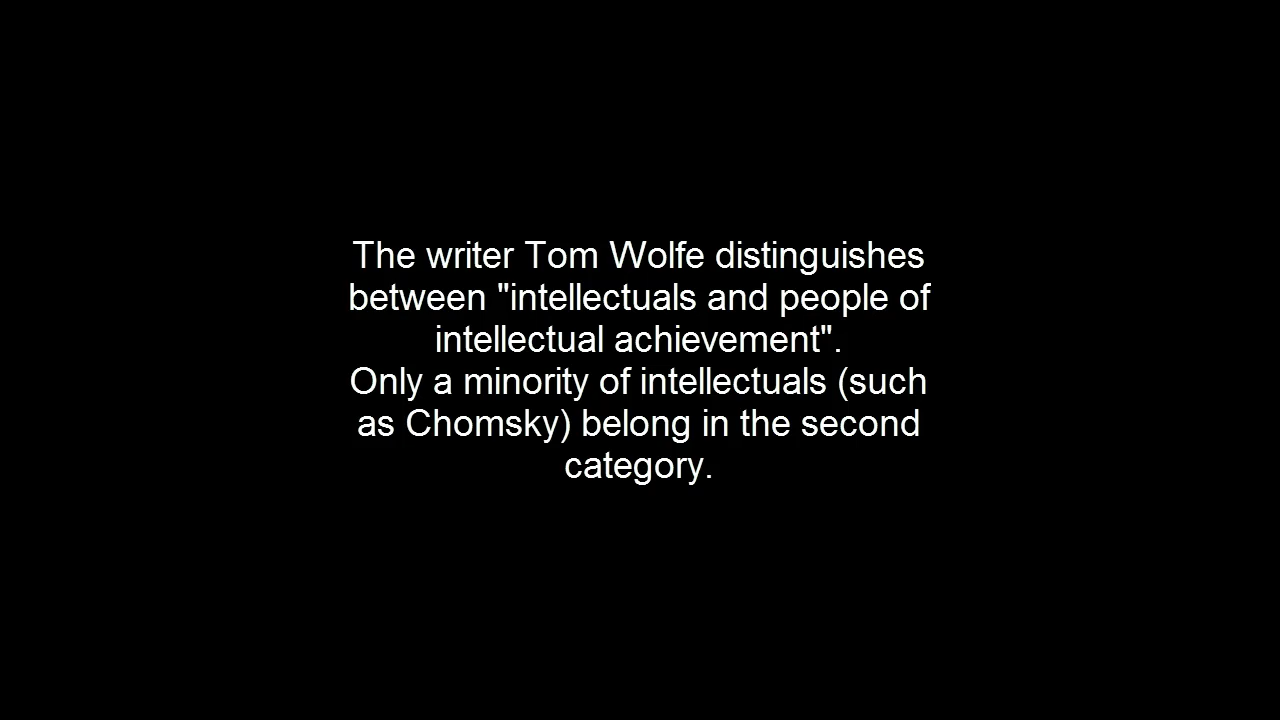 The writer Tom Wolfe distinguishes
between "intellectuals and people of
intellectual achievement".
Only a minority of intellectuals (such
as Chomsky) belong in the second
category.